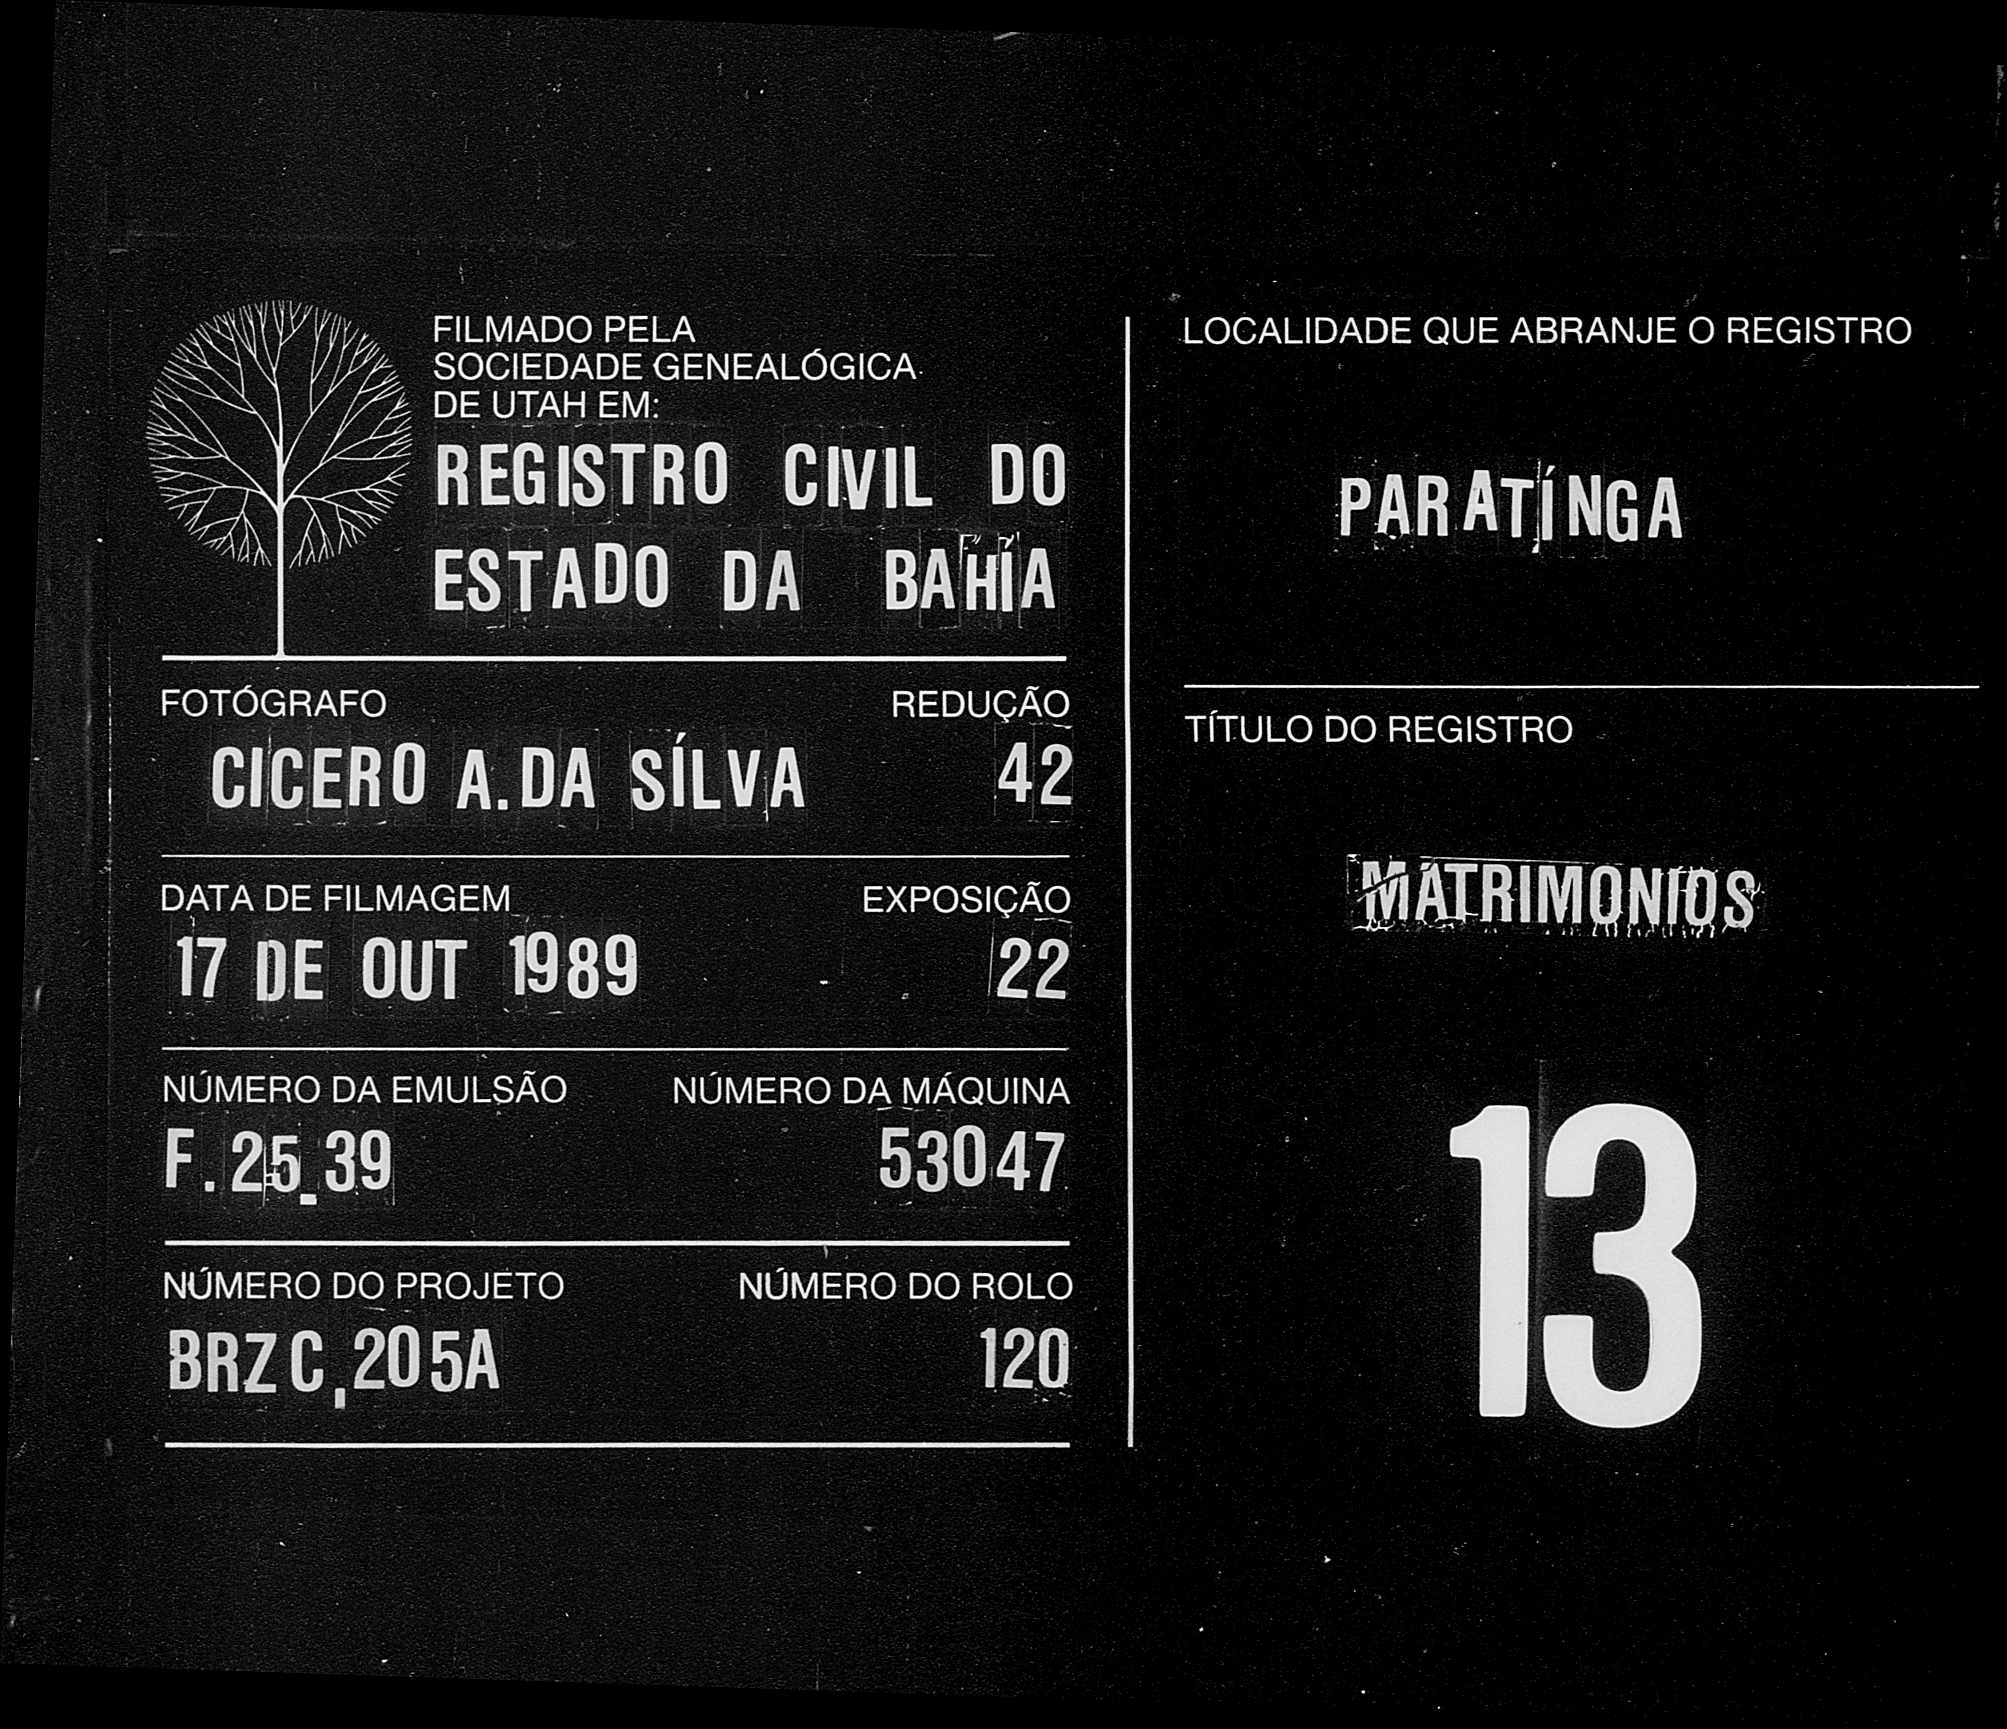 FILMADO PELA
SOCIEDADE GENEALÓGICA
DE UTAH EM:
REGISTRO CIVIL DO
ESTADO DA BAHÍA
FOTÓGRAFO REDUÇÃO
CICERO A. DA SÍLVA 42
DATA DE FILMAGEM EXPOSIÇÃO
17 DE OUT 1989 22
NÚMERO DA EMULSÃO NÚMERO DA MÁQUINA
F. 25.39 53047
NÚMERO DO PROJETO NÚMERO DO ROLO
BRZ C,205A 120
LOCALIDADE QUE ABRANJE O REGISTRO
PARATÍNGA
TÍTULO DO REGISTRO
MATRIMONIOS
13